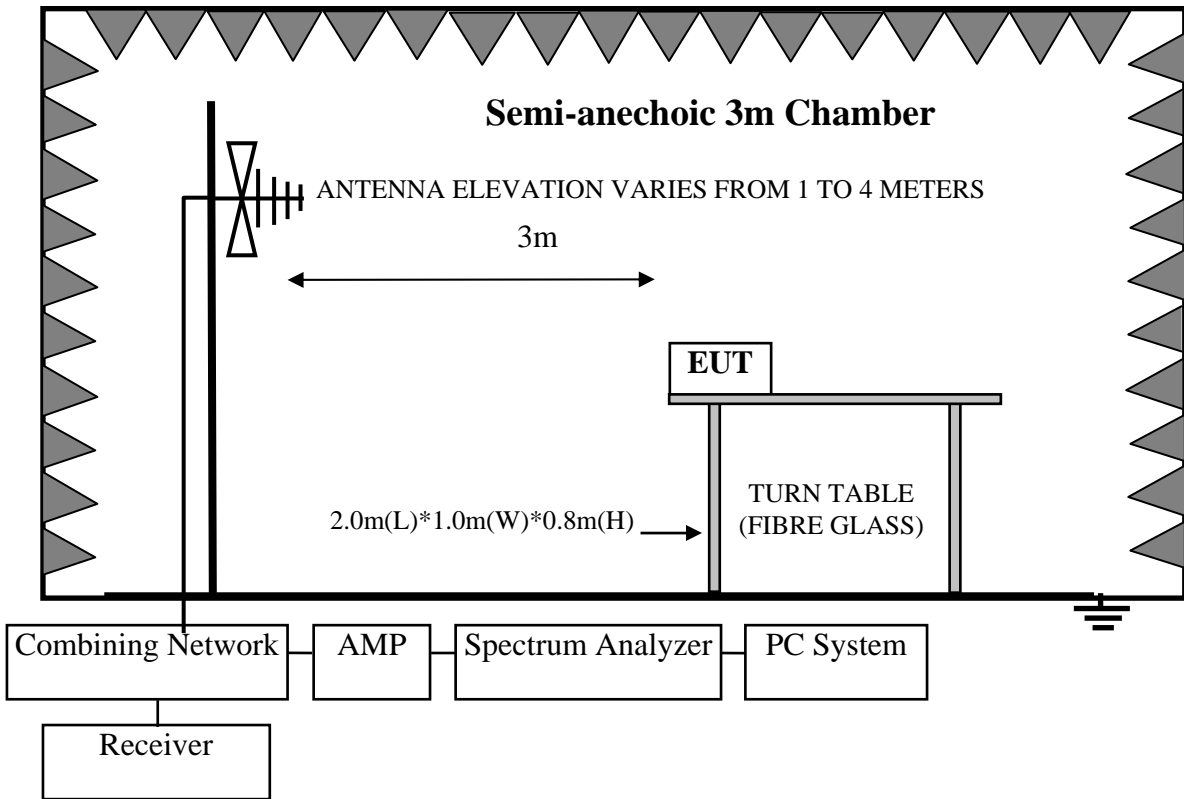 Semi-anechoic 3m Chamber
ANTENNA ELEVATION VARIES FROM 1 TO 4 METERS
3m
EUT
2.0m(L)*1.0m(W)*0.8m(H)
TURN TABLE
(FIBRE GLASS)
Combining Network
AMP
Spectrum Analyzer
PC System
Receiver